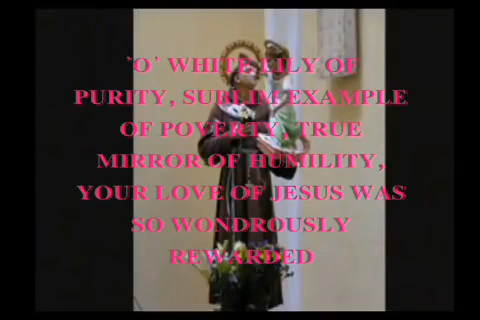 'O' WHITE LILY OF
PURITY, SUBLIM EXAMPLE
OF POVERTY, TRUE
MIRROR OF HUMILITY,
YOUR LOVE OF JESUS WAS
SO WONDROUSLY
REWARDED